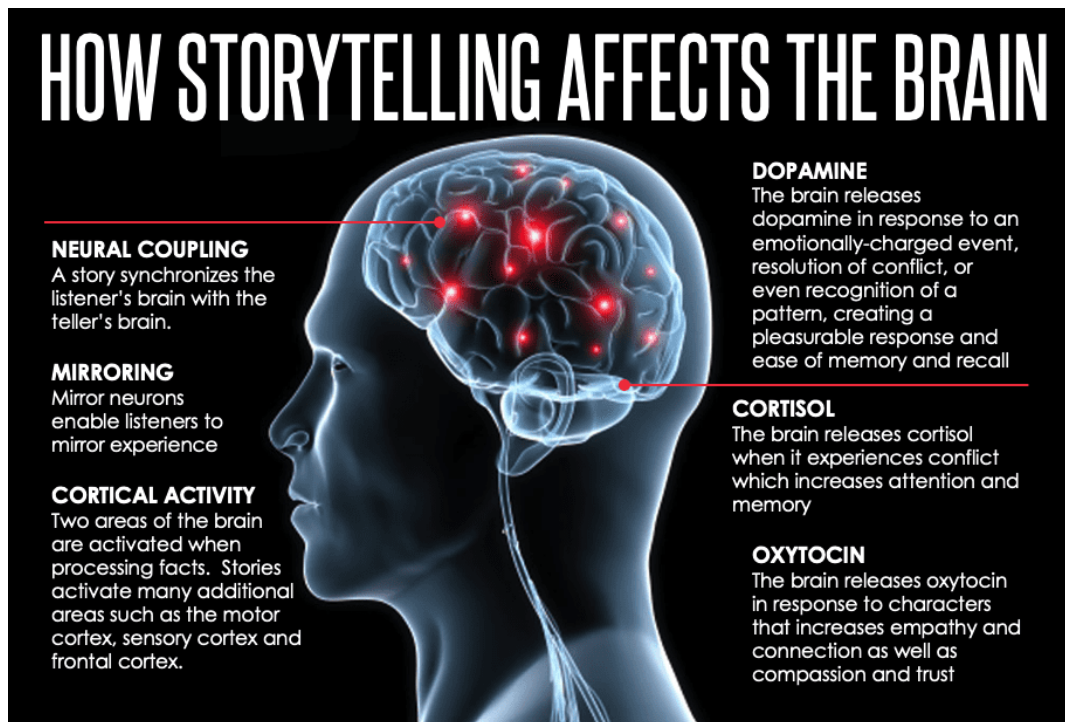 HOW STORYTELLING AFFECTS THE BRAIN
NEURAL COUPLING
A story synchronizes the
listener's brain with the
teller's brain.
MIRRORING
Mirror neurons
enable listeners to
mirror experience
CORTICAL ACTIVITY
Two areas of the brain
are activated when
processing facts.  Stories
activate many additional
areas such as the motor
cortex, sensory cortex and
frontal cortex.
DOPAMINE
The brain releases
dopamine in response to an
emotionally-charged event,
resolution of conflict, or
even recognition of a
pattern, creating a
pleasurable response and
ease of memory and recall
CORTISOL
The brain releases cortisol
when it experiences conflict
which increases attention and
memory
OXYTOCIN
The brain releases oxytocin
in response to characters
that increases empathy and
connection as well as
compassion and trust